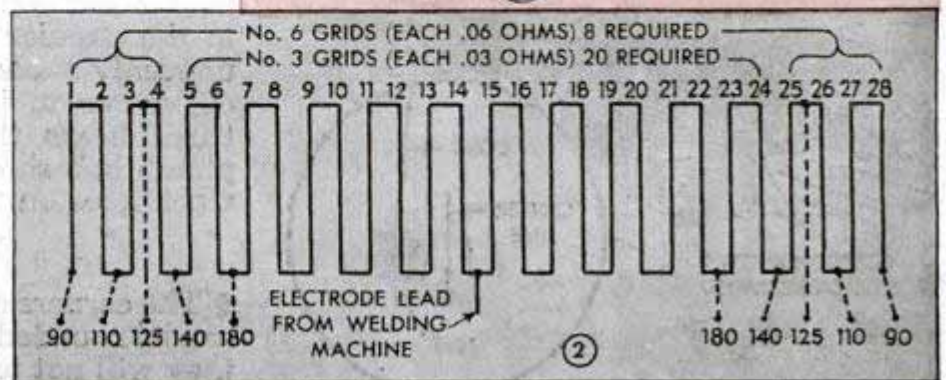 No. 6 GRIDS (EACH .06 OHMS) 8 REQUIRED
No. 3 GRIDS (EACH .03 OHMS) 20 REQUIRED
1 2 3 4 5 6 7 8 9 10 11 12 13 14 15 16 17 18 19 20 21 22 23 24 25 26 27 28
ELECTRODE LEAD
FROM WELDING
MACHINE
90 110 125 140 180 180 140 125 110 90
2